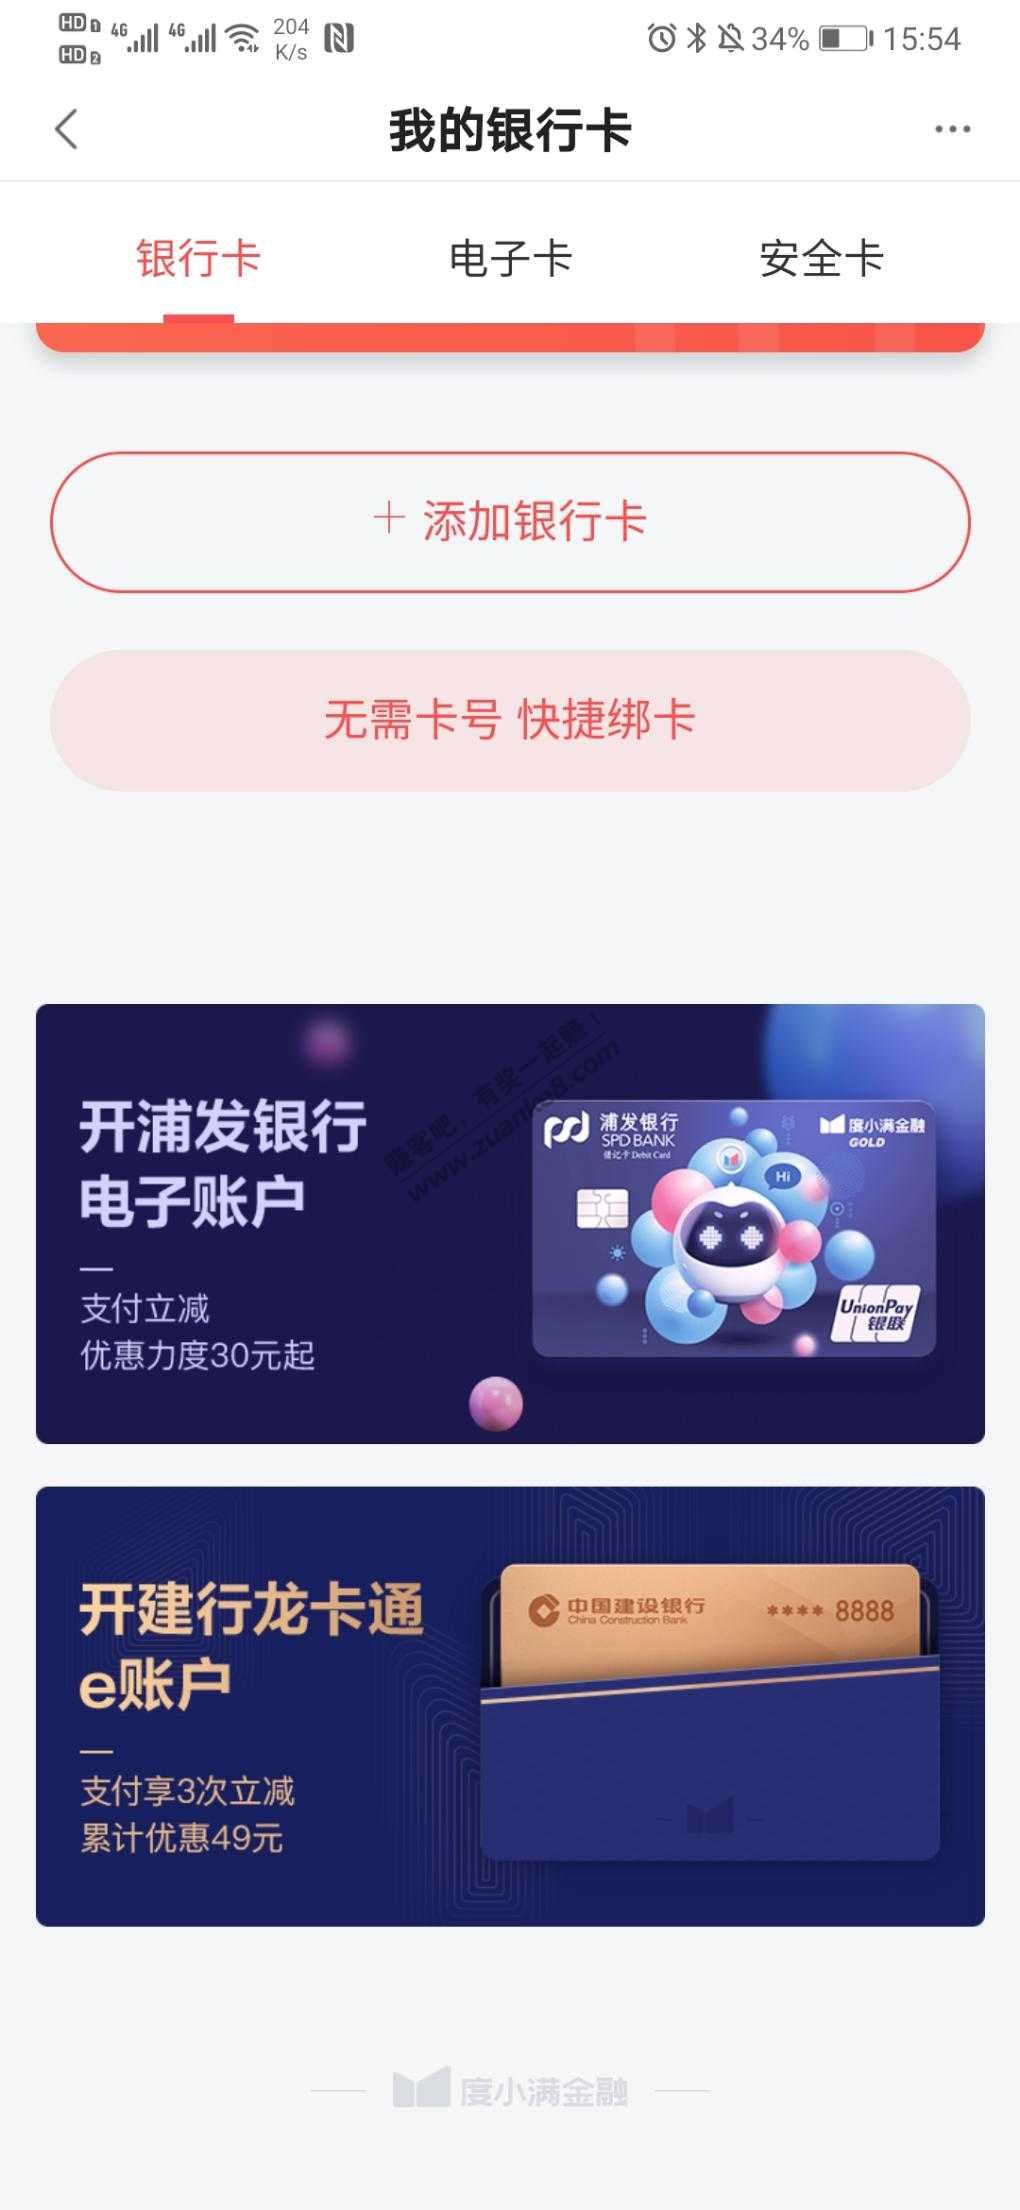 HD 1 4G 4G 204 34% 15:54
HD 2 K/s
我的银行卡
银行卡 电子卡 安全卡
+ 添加银行卡
无需卡号 快捷绑卡
赚客吧，有奖一起赚！
www.zuanke8.com
开浦发银行
电子账户
支付立减
优惠力度30元起
浦发银行
SPD BANK
借记卡 Debit Card
度小满金融
GOLD
Hi
UnionPay
银联
开建行龙卡通
e账户
支付享3次立减
累计优惠49元
中国建设银行
China Construction Bank
**** 8888
度小满金融